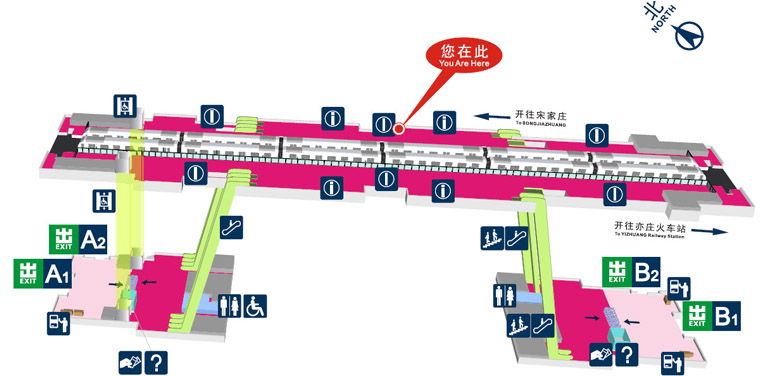 北
NORTH
您在此
You Are Here
开往宋家庄
To SONGJIAZHUANG
开往亦庄火车站
To YIZHUANG Railway Station
出 EXIT A2
出 EXIT A1
出 EXIT B2
出 EXIT B1
?
?